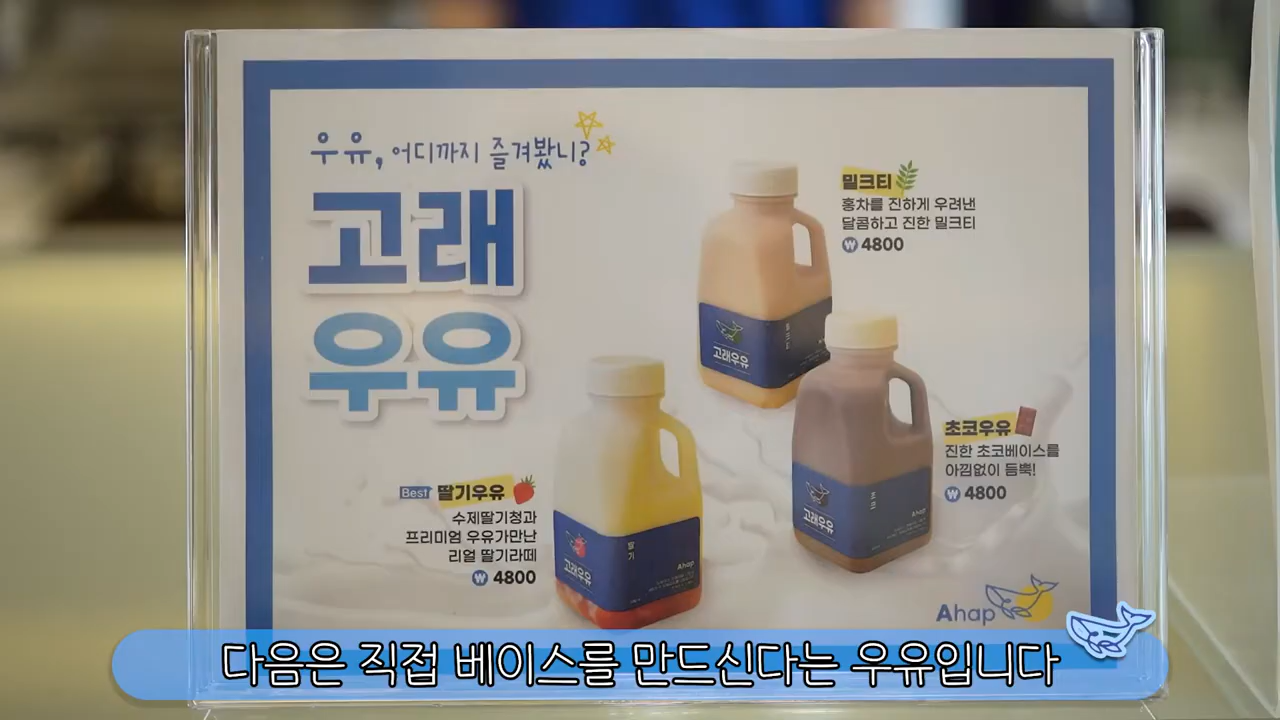 우유, 어디까지 즐겨봤니?
고래
우유
밀크티
홍차를 진하게 우려낸
달콤하고 진한 밀크티
₩ 4800
고래우유
초코우유
진한 초코베이스를
아낌없이 듬뿍!
₩ 4800
고래우유
초코
Ahap
Best 딸기우유
수제딸기청과
프리미엄 우유가만난
리얼 딸기라떼
₩ 4800
고래우유
딸기
Ahap
Ahap
다음은 직접 베이스를 만드신다는 우유입니다